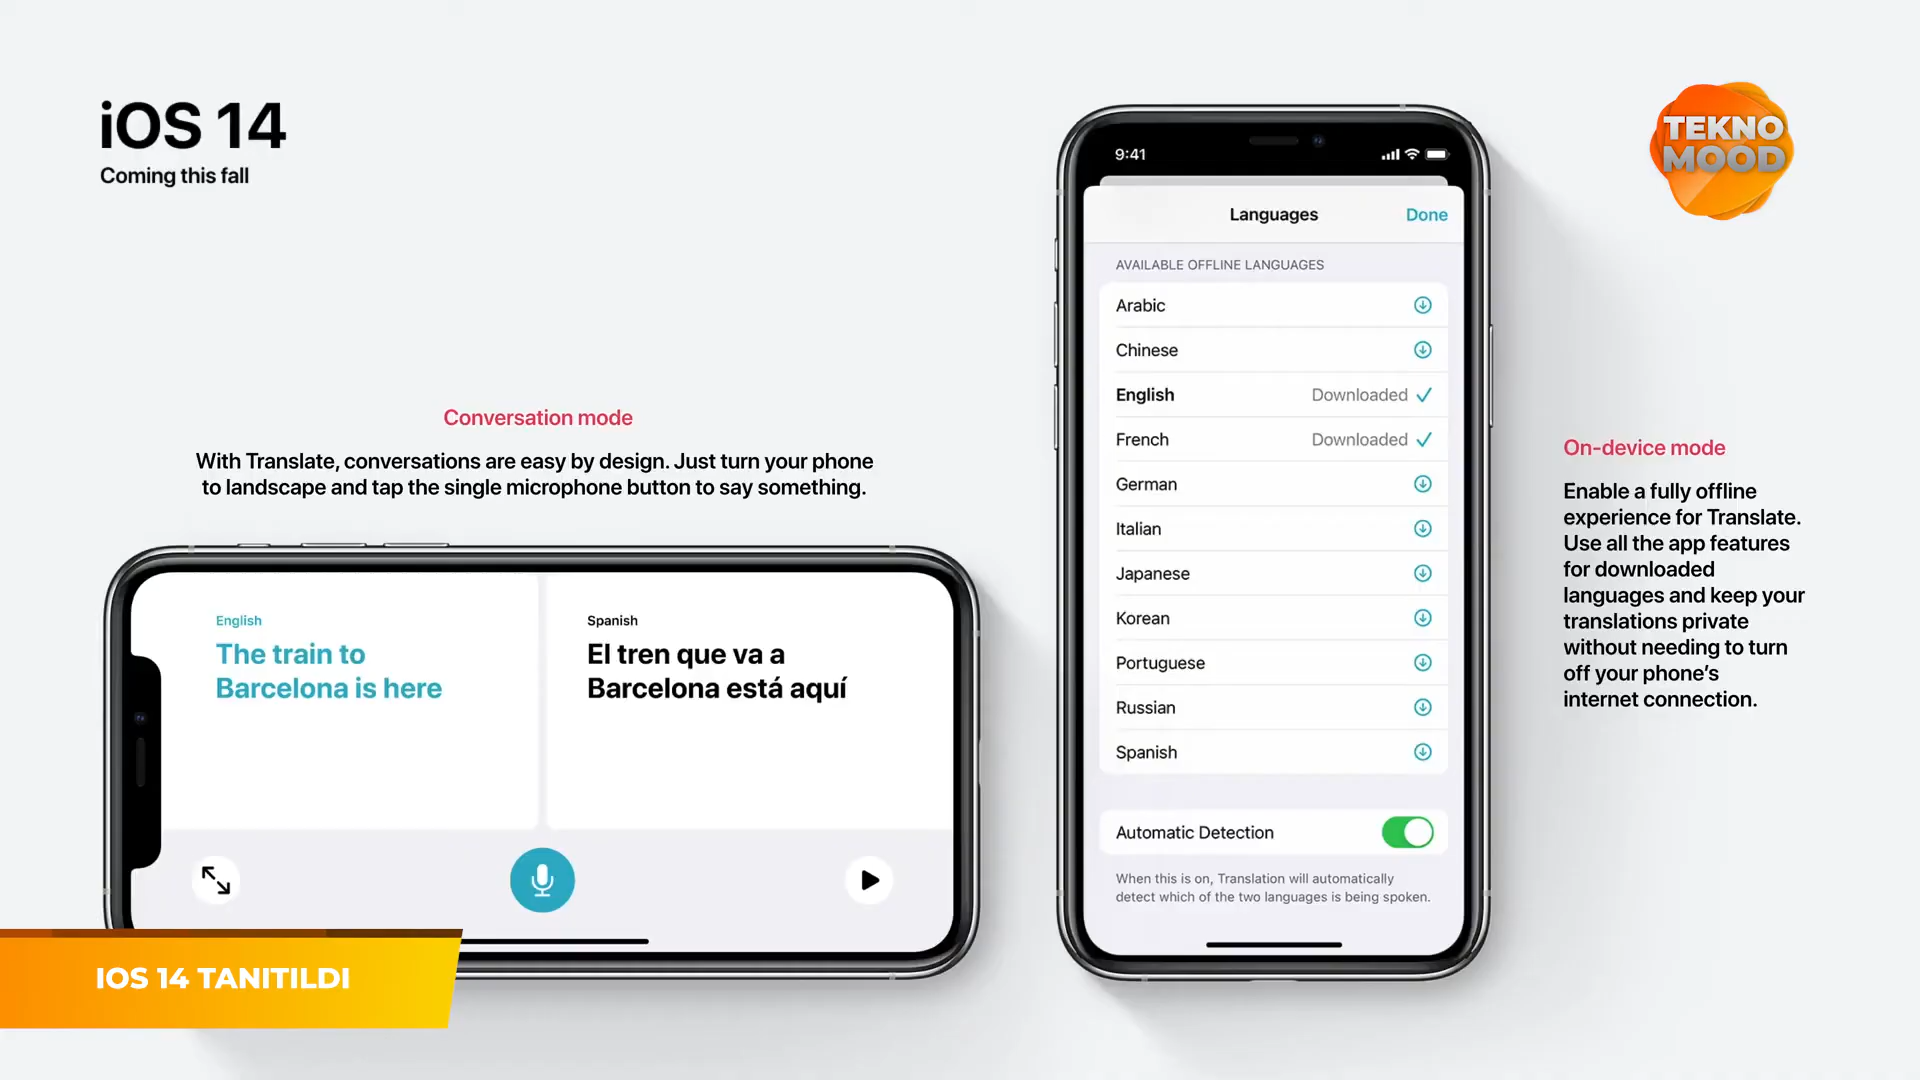 iOS 14
Coming this fall
TEKNO
MOOD
Conversation mode
With Translate, conversations are easy by design. Just turn your phone
to landscape and tap the single microphone button to say something.
English
The train to
Barcelona is here
Spanish
El tren que va a
Barcelona está aquí
IOS 14 TANITILDI
9:41
Languages
Done
AVAILABLE OFFLINE LANGUAGES
Arabic
Chinese
English Downloaded
French Downloaded
German
Italian
Japanese
Korean
Portuguese
Russian
Spanish
Automatic Detection
When this is on, Translation will automatically
detect which of the two languages is being spoken.
On-device mode
Enable a fully offline
experience for Translate.
Use all the app features
for downloaded
languages and keep your
translations private
without needing to turn
off your phone’s
internet connection.